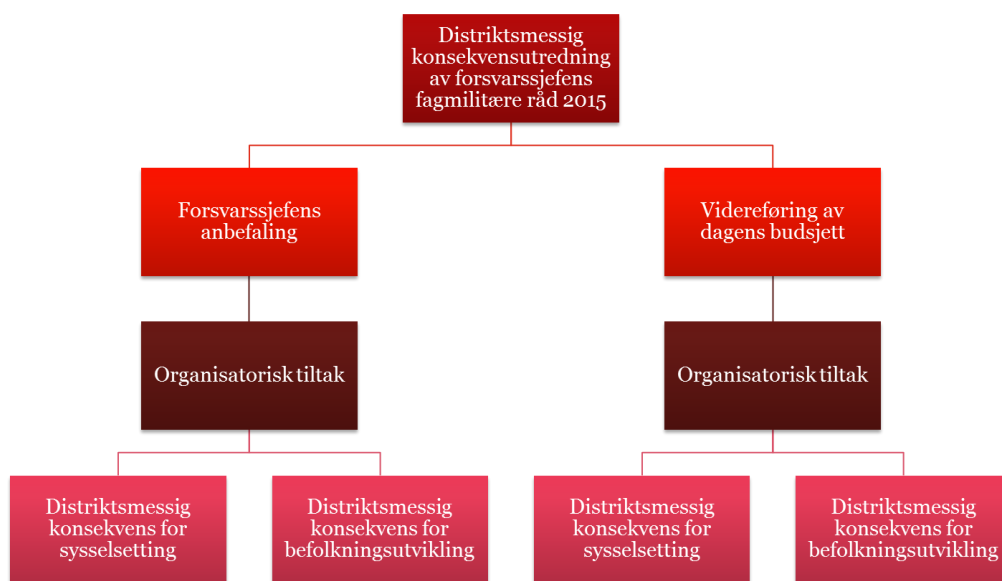 Distriktsmessig
konsekvensutredning
av forsvarssjefens
fagmilitære råd 2015
Forsvarssjefens
anbefaling
Videreføring av
dagens budsjett
Organisatorisk tiltak
Organisatorisk tiltak
Distriktsmessig
konsekvens for
sysselsetting
Distriktsmessig
konsekvens for
befolkningsutvikling
Distriktsmessig
konsekvens for
sysselsetting
Distriktsmessig
konsekvens for
befolkningsutvikling